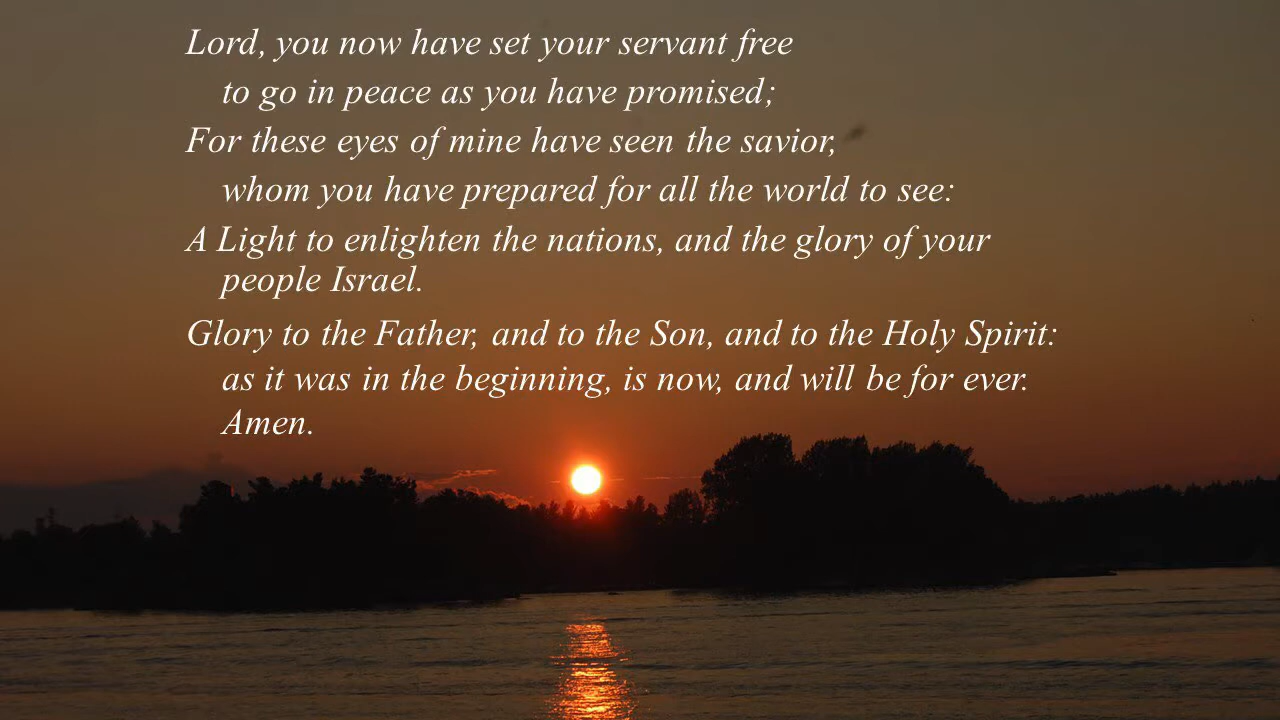 Lord, you now have set your servant free
to go in peace as you have promised;
For these eyes of mine have seen the savior,
whom you have prepared for all the world to see:
A Light to enlighten the nations, and the glory of your
people Israel.
Glory to the Father, and to the Son, and to the Holy Spirit:
as it was in the beginning, is now, and will be for ever.
Amen.